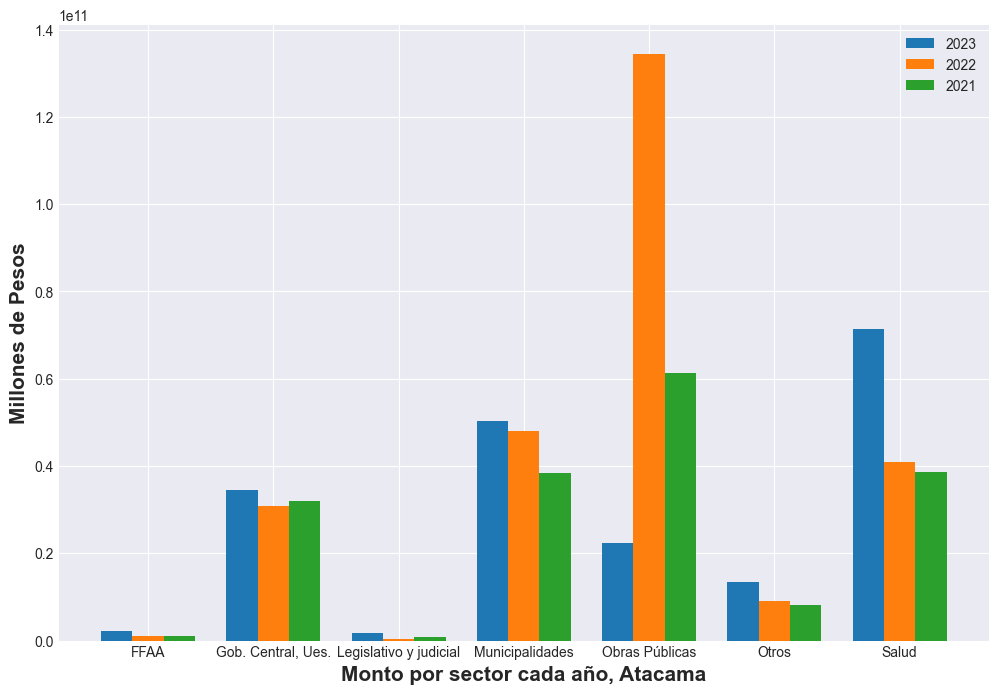 1e11
1.4
1.2
1.0
0.8
0.6
0.4
0.2
0.0
Millones de Pesos
2023
2022
2021
FFAA
Gob. Central, Ues.
Legislativo y judicial
Municipalidades
Obras Públicas
Otros
Salud
Monto por sector cada año, Atacama